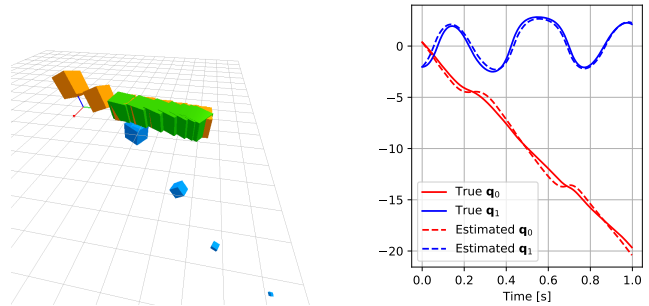 0
−5
−10
−15
−20
True q₀
True q₁
Estimated q₀
Estimated q₁
0.0 0.2 0.4 0.6 0.8 1.0
Time [s]